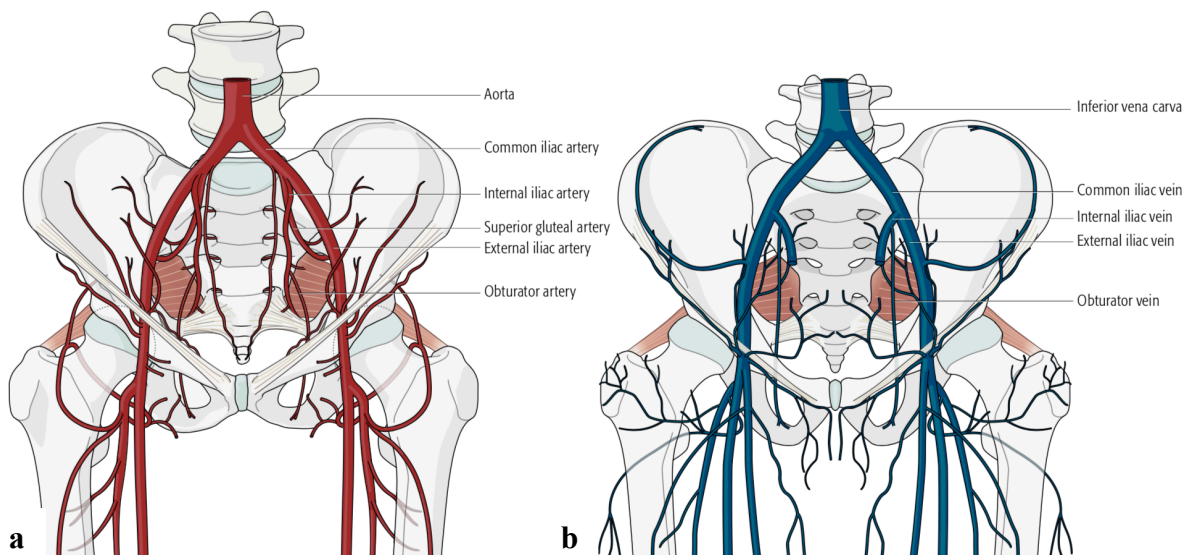 Aorta
Common iliac artery
Internal iliac artery
Superior gluteal artery
External iliac artery
Obturator artery
a
Inferior vena carva
Common iliac vein
Internal iliac vein
External iliac vein
Obturator vein
b